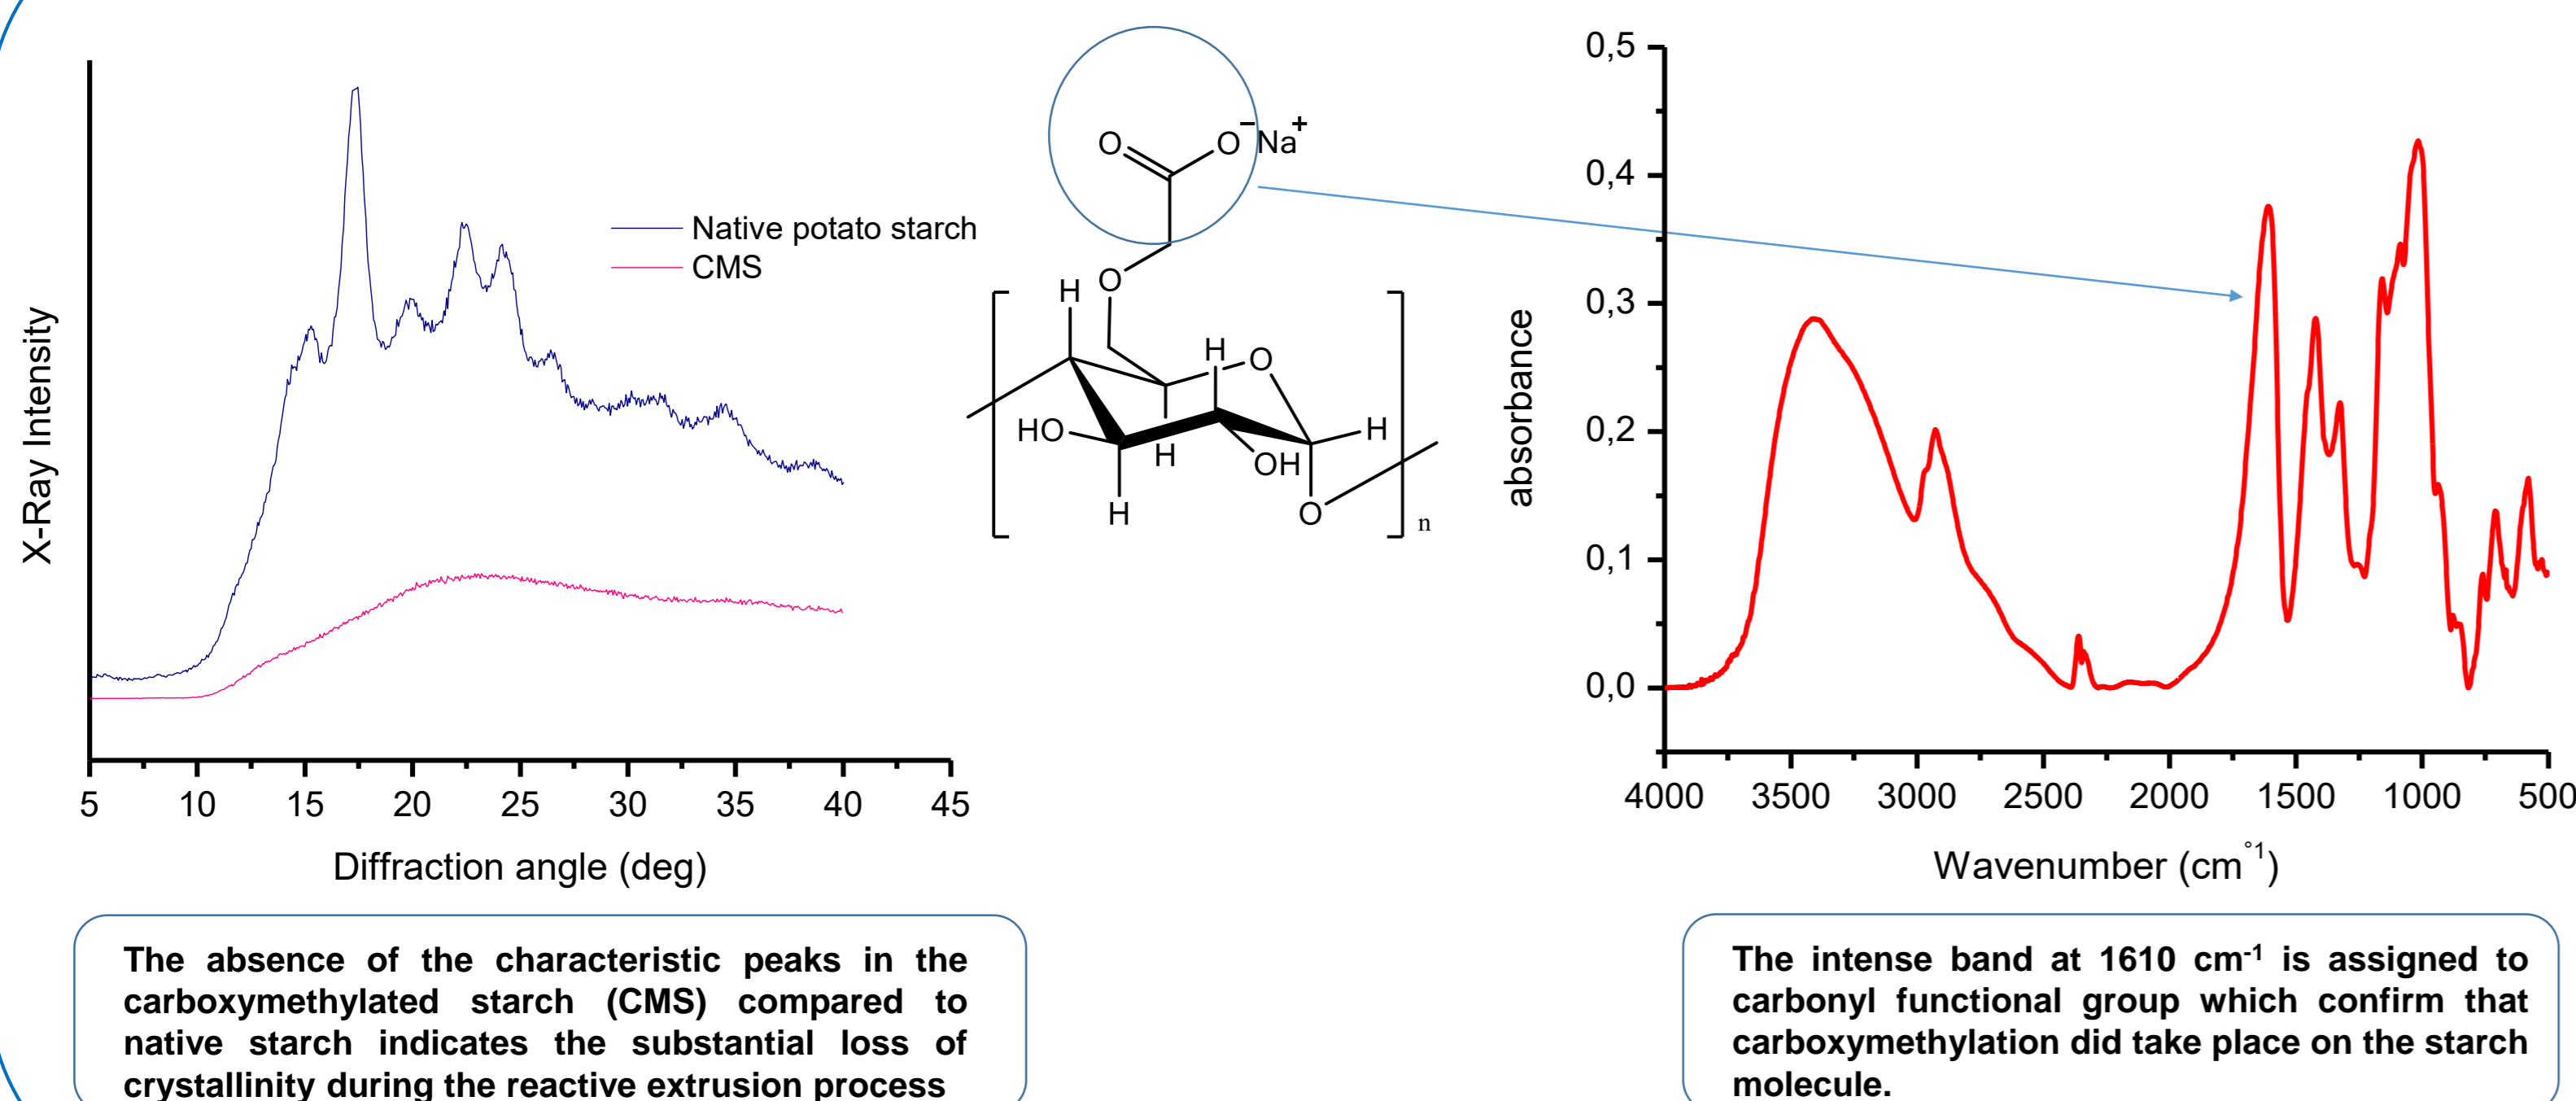 X-Ray Intensity
Native potato starch
CMS
5 10 15 20 25 30 35 40 45
Diffraction angle (deg)
O O⁻Na⁺
O
H
H O
HO H
H OH
H O
n
absorbance
0,5
0,4
0,3
0,2
0,1
0,0
4000 3500 3000 2500 2000 1500 1000 500
Wavenumber (cm°1)
The absence of the characteristic peaks in the
carboxymethylated starch (CMS) compared to
native starch indicates the substantial loss of
crystallinity during the reactive extrusion process
The intense band at 1610 cm-1 is assigned to
carbonyl functional group which confirm that
carboxymethylation did take place on the starch
molecule.